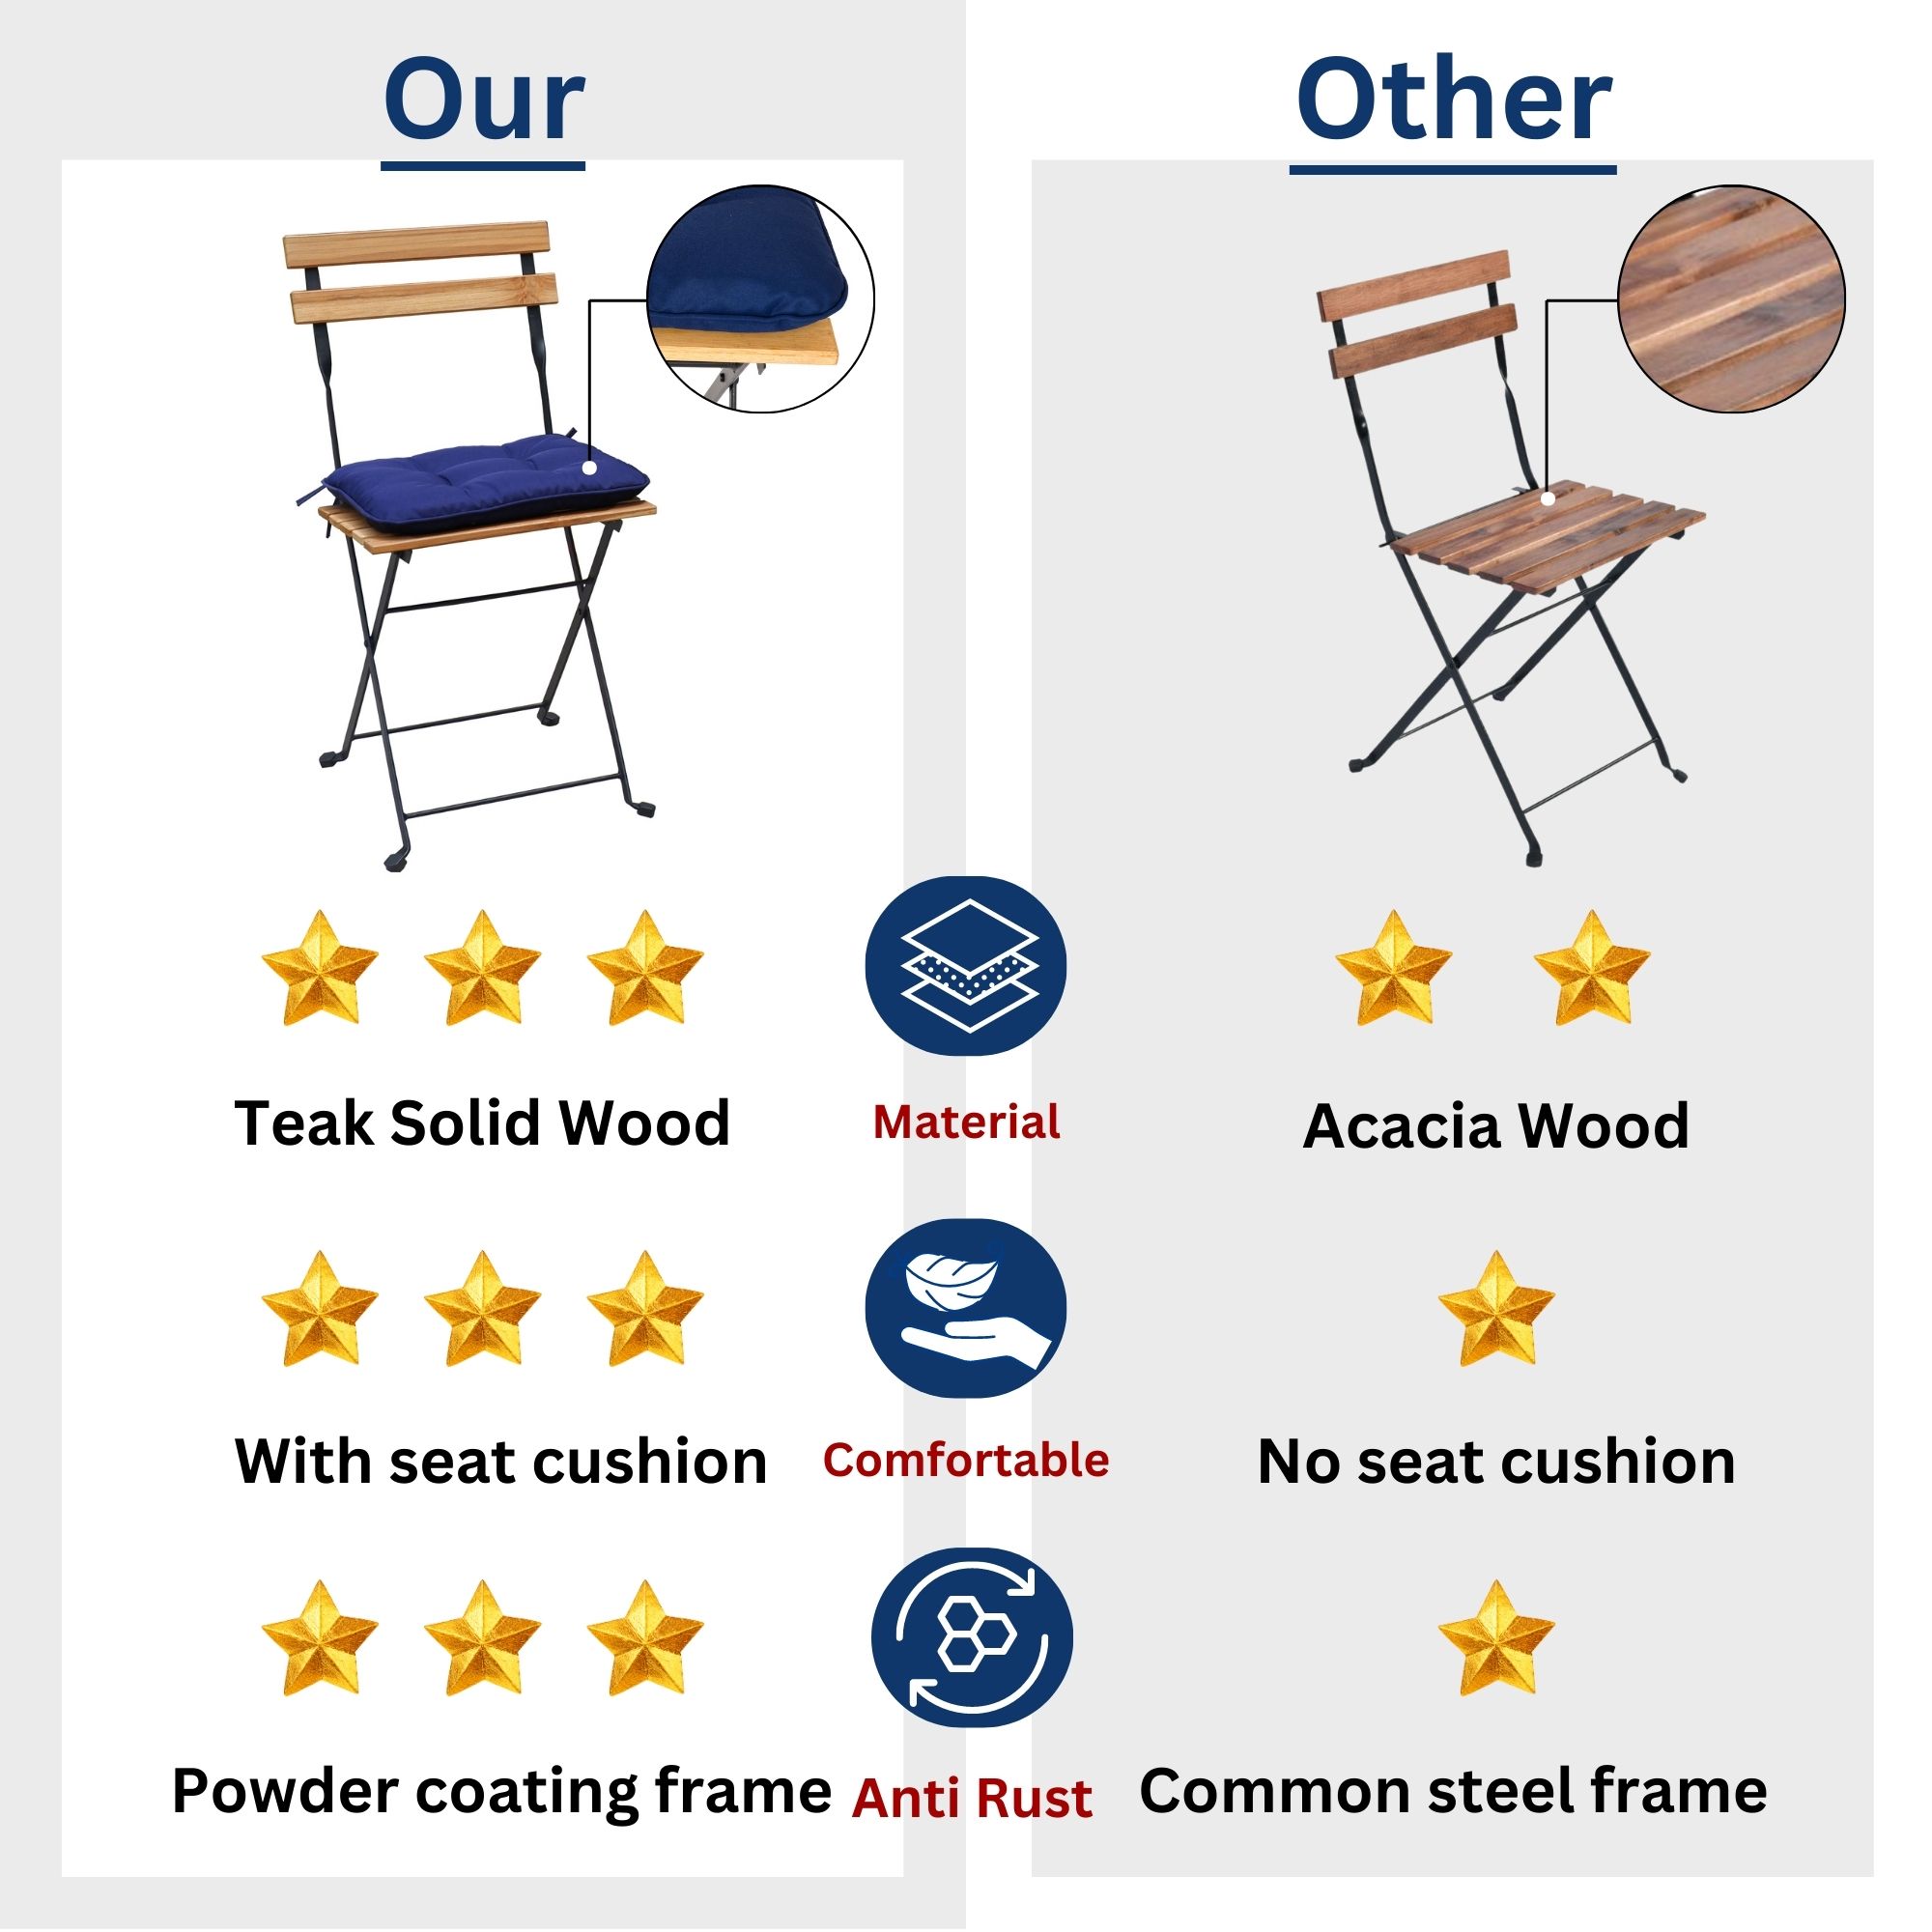 Our
Other
Teak Solid Wood
Material
Acacia Wood
With seat cushion
Comfortable
No seat cushion
Powder coating frame
Anti Rust
Common steel frame